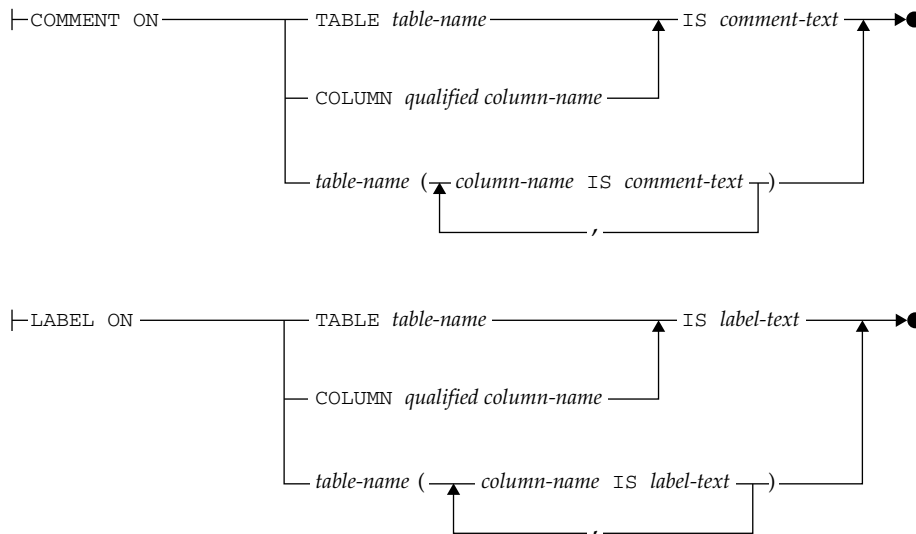 COMMENT ON TABLE table-name IS comment-text
COLUMN qualified column-name
table-name ( column-name IS comment-text )
,
LABEL ON TABLE table-name IS label-text
COLUMN qualified column-name
table-name ( column-name IS label-text )
,